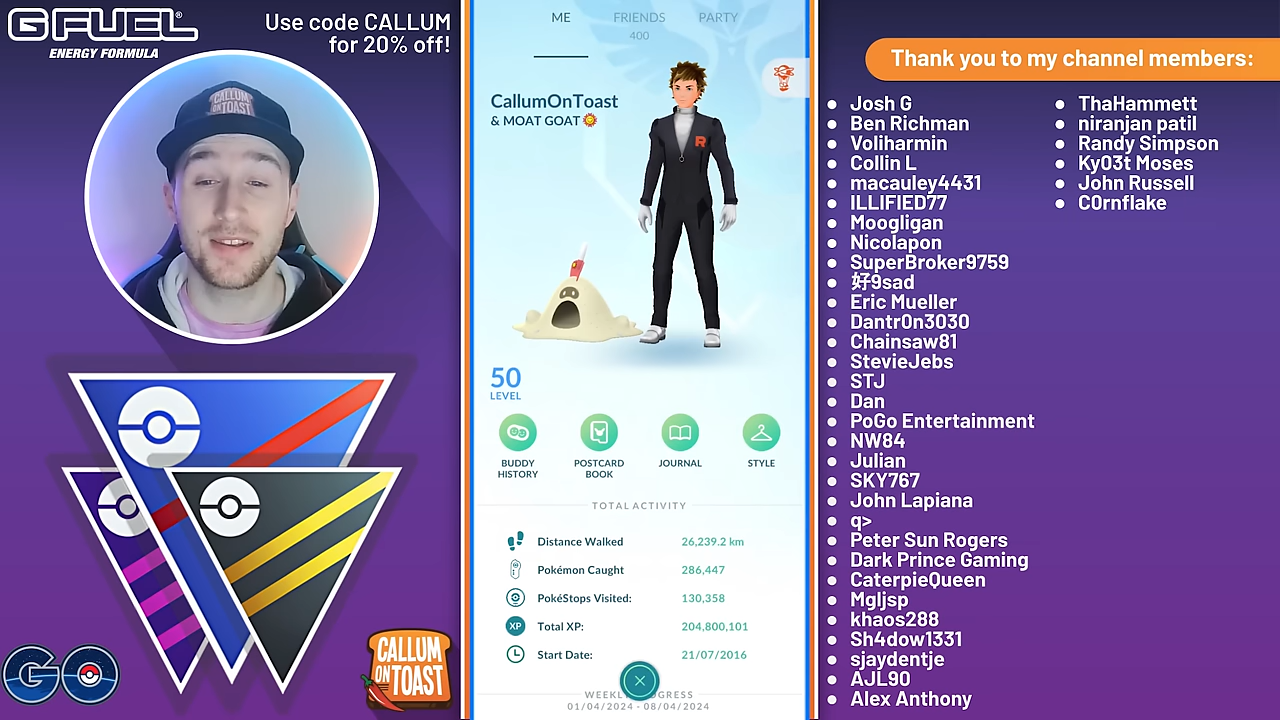 GFUEL®
ENERGY FORMULA
Use code CALLUM
for 20% off!
CALLUM
ON TOAST
GO
CALLUM
ON
TOAST
ME
FRIENDS
PARTY
400
CallumOnToast
& MOAT GOAT
R
50
LEVEL
BUDDY
HISTORY
POSTCARD
BOOK
JOURNAL
STYLE
TOTAL ACTIVITY
Distance Walked 26,239.2 km
Pokémon Caught 286,447
PokéStops Visited: 130,358
XP Total XP: 204,800,101
Start Date: 21/07/2016
01/04/2024 - 08/04/2024
Thank you to my channel members:
Josh G
Ben Richman
Voliharmin
Collin L
macauley4431
ILLIFIED77
Moogligan
Nicolapon
SuperBroker9759
好9sad
Eric Mueller
Dantr0n3030
Chainsaw81
StevieJebs
STJ
Dan
PoGo Entertainment
NW84
Julian
SKY767
John Lapiana
q>
Peter Sun Rogers
Dark Prince Gaming
CaterpieQueen
Mgljsp
khaos288
Sh4dow1331
sjaydentje
AJL90
Alex Anthony
ThaHammett
niranjan patil
Randy Simpson
Ky03t Moses
John Russell
C0rnflake